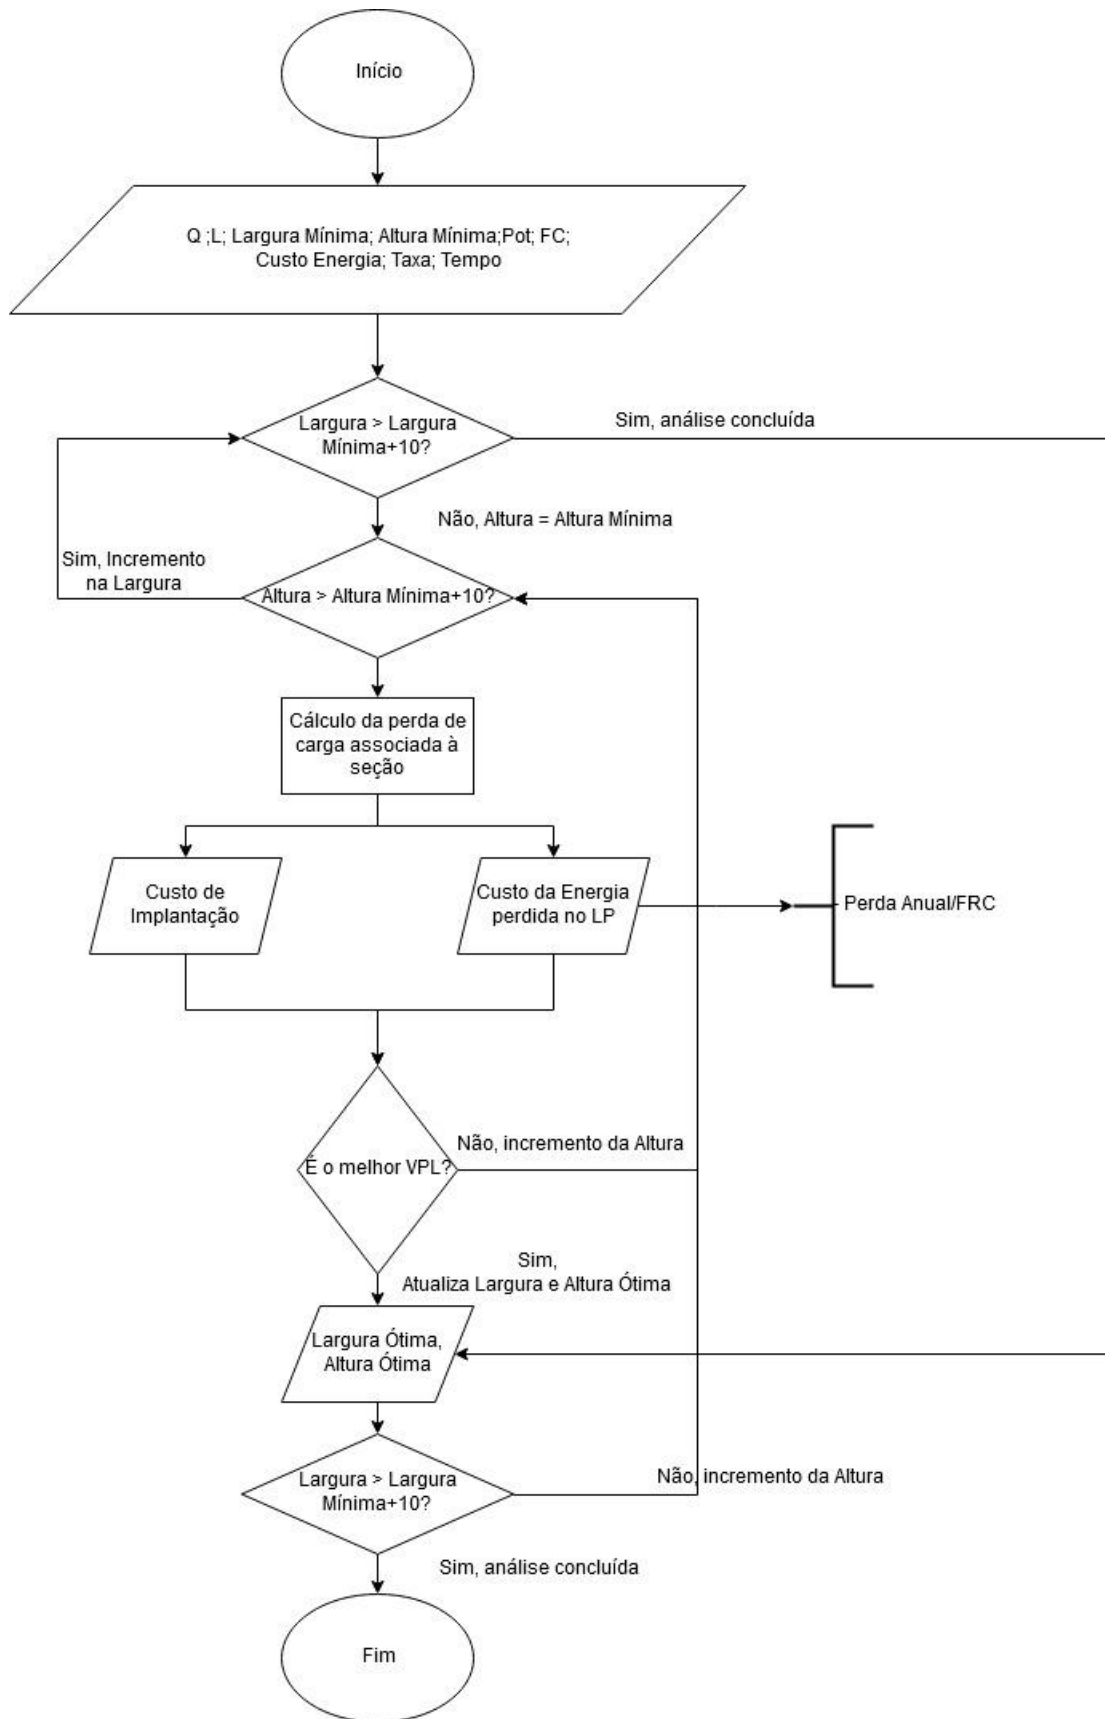 Início
Q ;L; Largura Mínima; Altura Mínima;Pot; FC;
Custo Energia; Taxa; Tempo
Largura > Largura
Mínima+10?
Sim, análise concluída
Não, Altura = Altura Mínima
Sim, Incremento
na Largura
Altura > Altura Mínima+10?
Cálculo da perda de
carga associada à
seção
Custo de
Implantação
Custo da Energia
perdida no LP
Perda Anual/FRC
É o melhor VPL?
Não, incremento da Altura
Sim,
Atualiza Largura e Altura Ótima
Largura Ótima,
Altura Ótima
Largura > Largura
Mínima+10?
Não, incremento da Altura
Sim, análise concluída
Fim